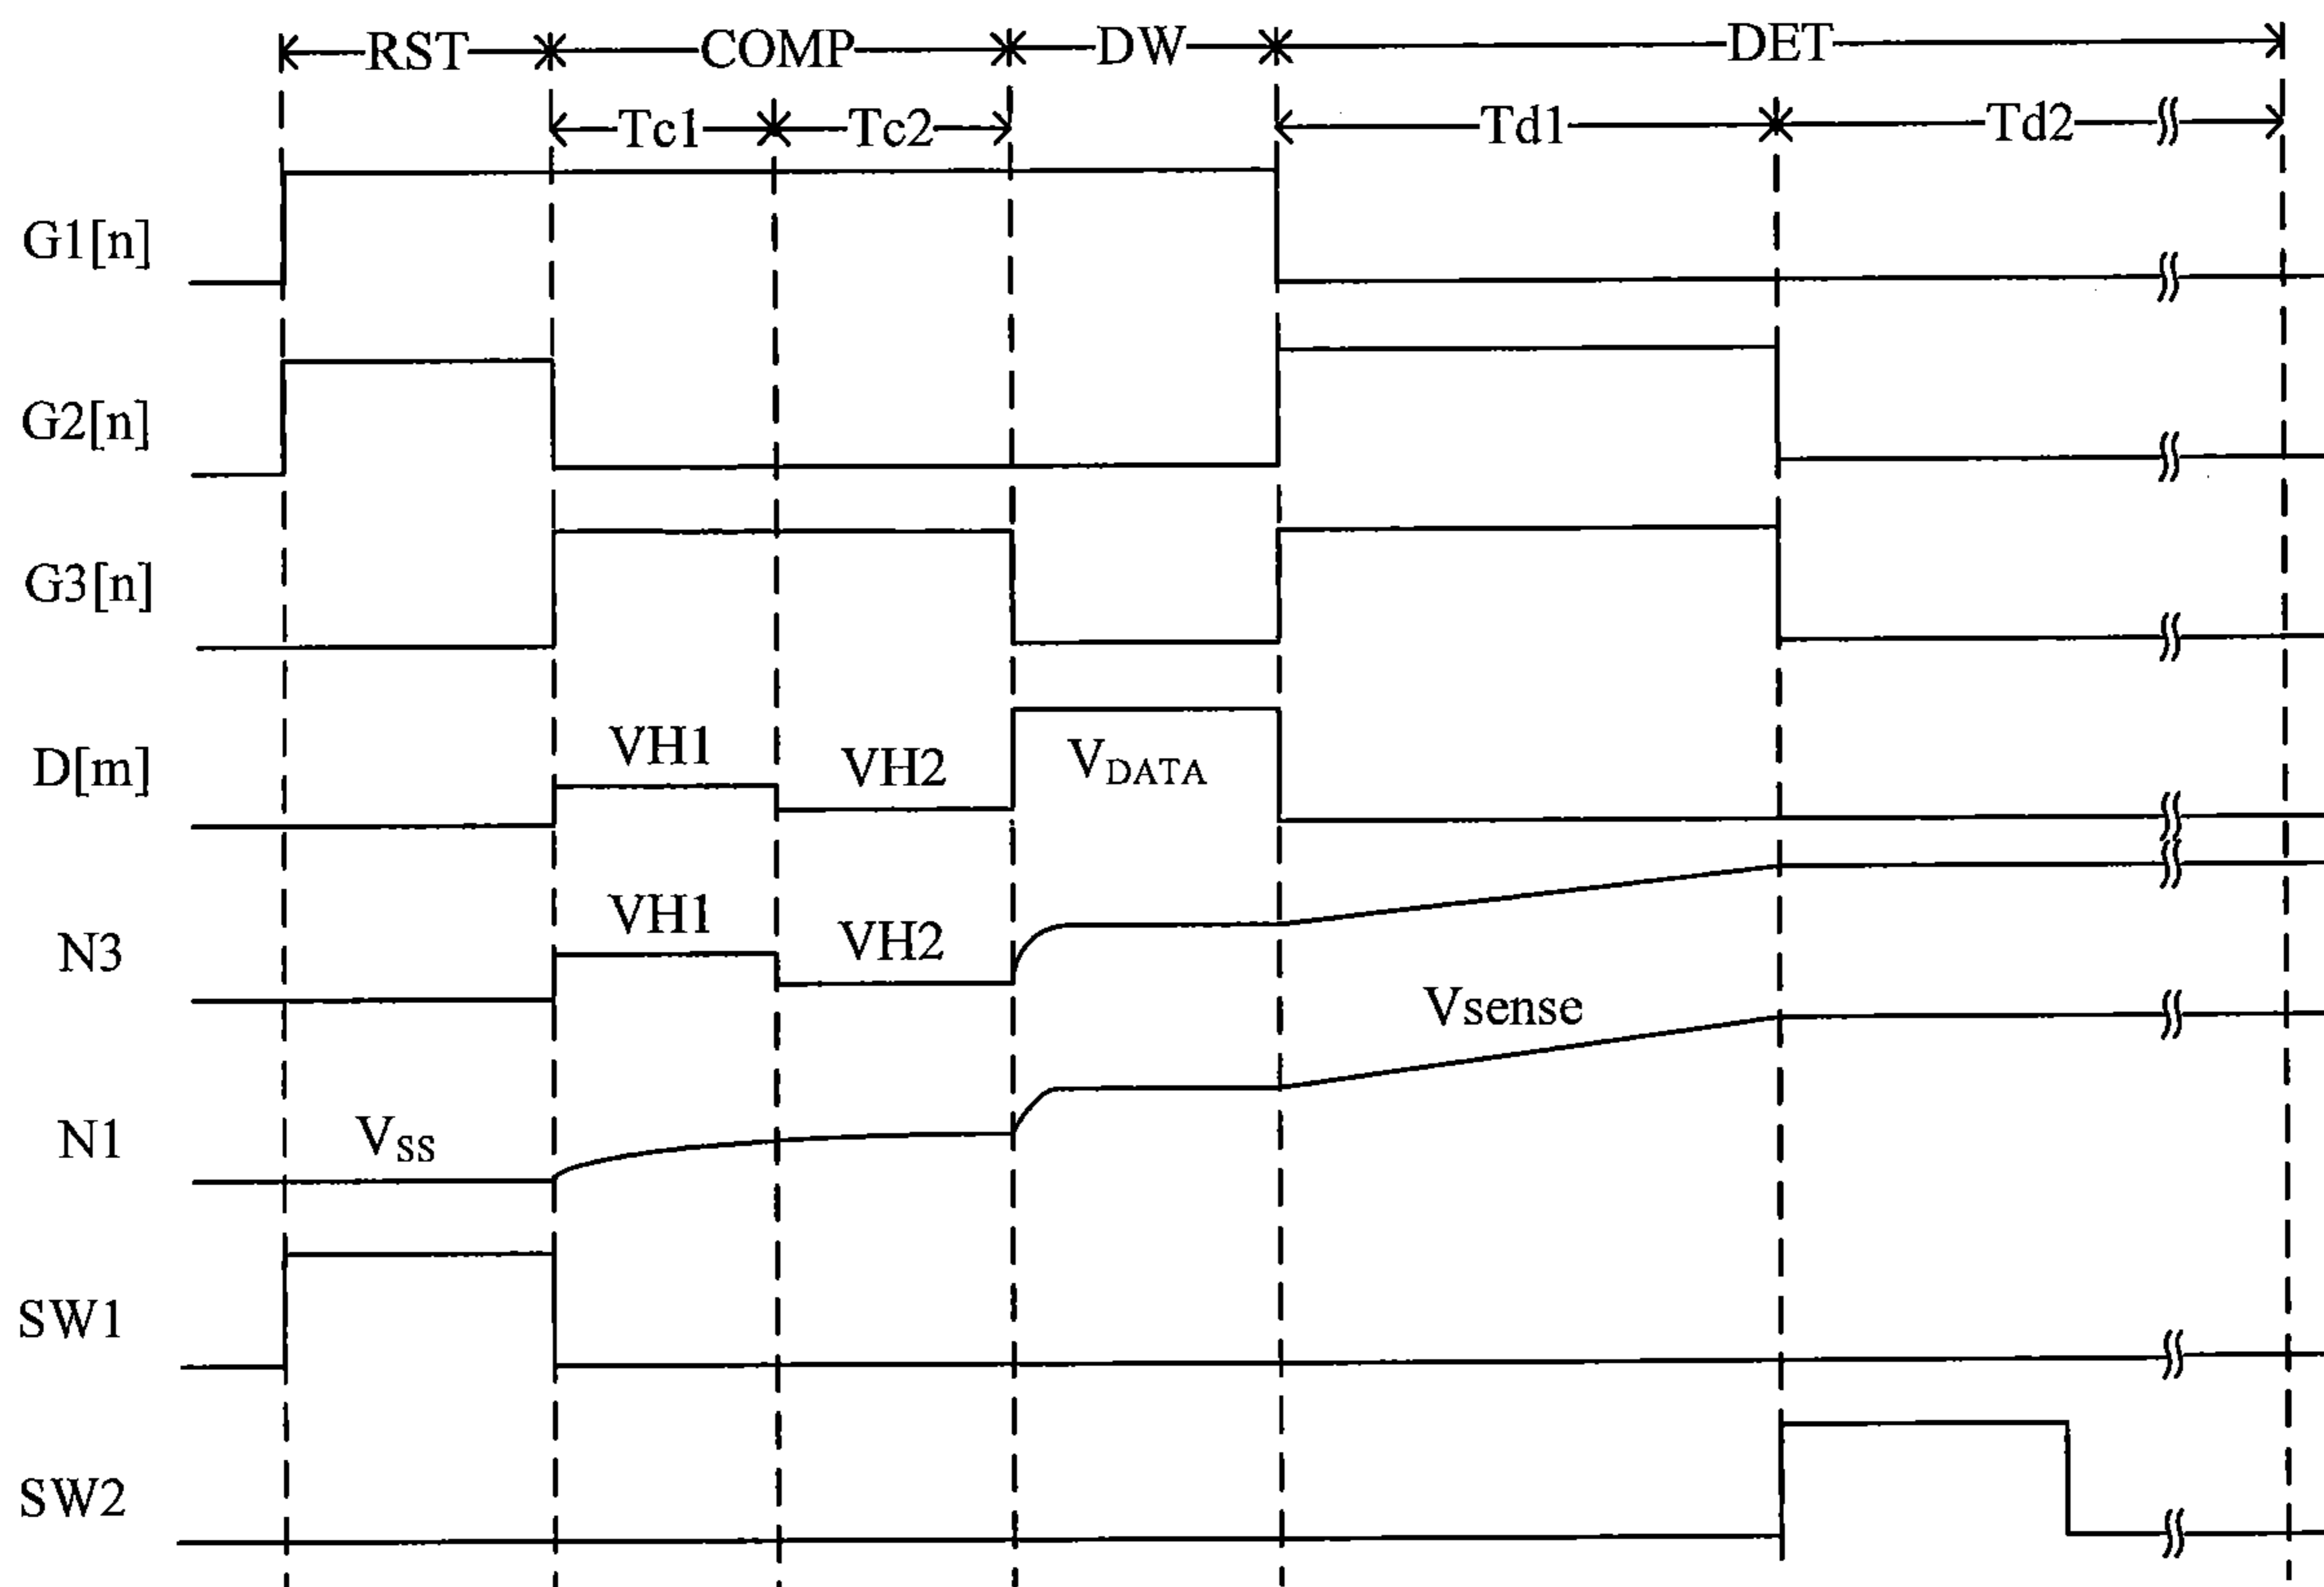 RST COMP DW DET
Tc1 Tc2 Td1 Td2
G1[n]
G2[n]
G3[n]
D[m] VH1 VH2 VDATA
N3 VH1 VH2
Vsense
N1 VSS
SW1
SW2